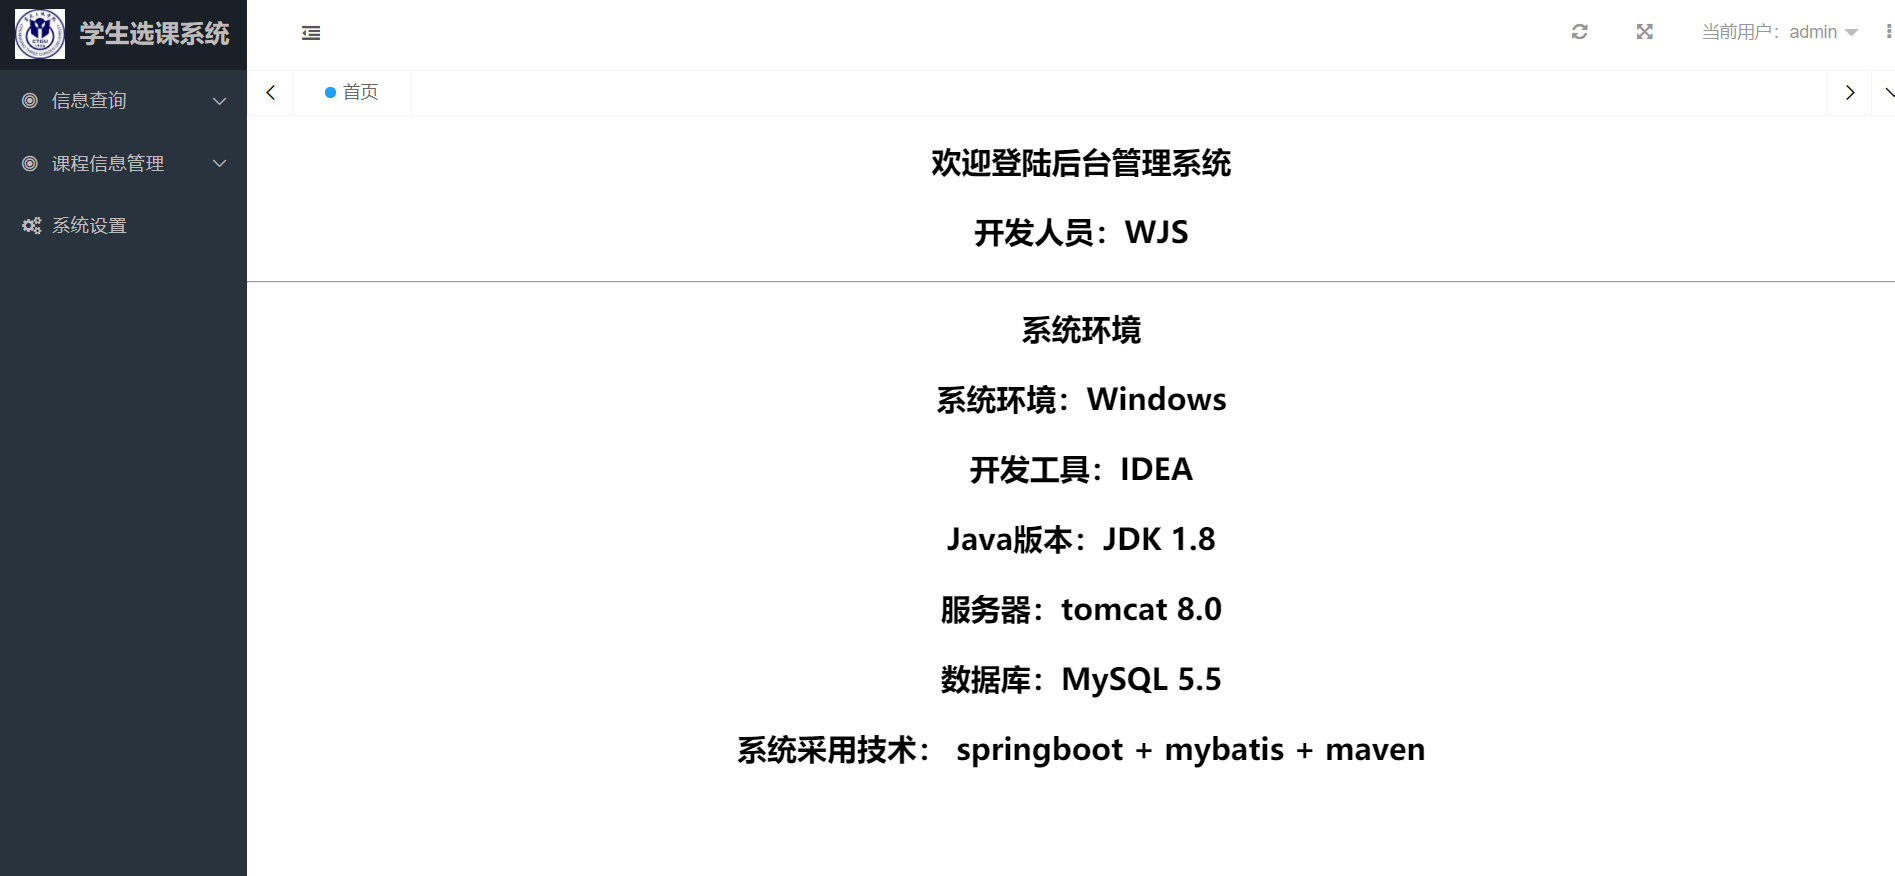 学生选课系统
当前用户：admin
信息查询
首页
课程信息管理
系统设置
欢迎登陆后台管理系统
开发人员：WJS
系统环境
系统环境：Windows
开发工具：IDEA
Java版本：JDK 1.8
服务器：tomcat 8.0
数据库：MySQL 5.5
系统采用技术： springboot + mybatis + maven